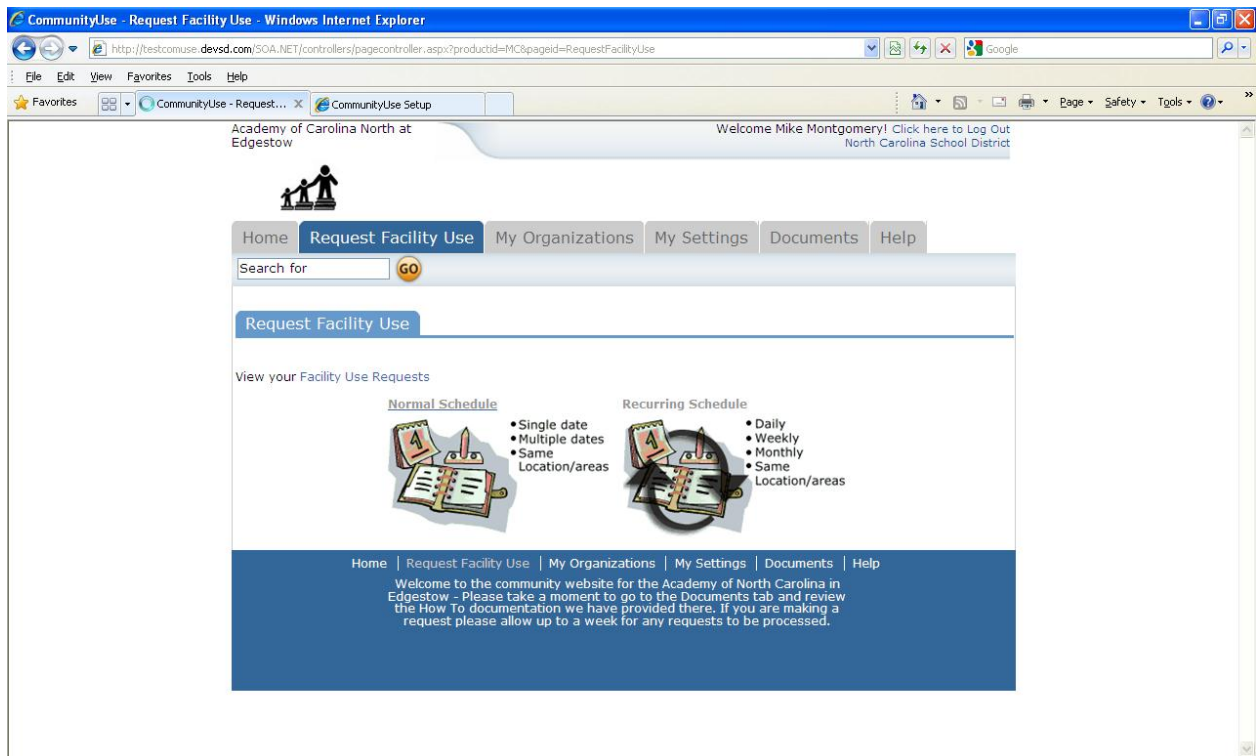 CommunityUse - Request Facility Use - Windows Internet Explorer
http://testcomuse.devsd.com/SOA.NET/controllers/pagecontroller.aspx?productid=MC&pageid=RequestFacilityUse
Google
File Edit View Favorites Tools Help
Favorites
CommunityUse - Request... X
CommunityUse Setup
Page Safety Tools
Academy of Carolina North at
Edgestow
Welcome Mike Montgomery! Click here to Log Out
North Carolina School District
Home Request Facility Use My Organizations My Settings Documents Help
Search for GO
Request Facility Use
View your Facility Use Requests
Normal Schedule
• Single date
• Multiple dates
• Same
Location/areas
Recurring Schedule
• Daily
• Weekly
• Monthly
• Same
Location/areas
Home | Request Facility Use | My Organizations | My Settings | Documents | Help
Welcome to the community website for the Academy of North Carolina in
Edgestow - Please take a moment to go to the Documents tab and review
the How To documentation we have provided there. If you are making a
request please allow up to a week for any requests to be processed.